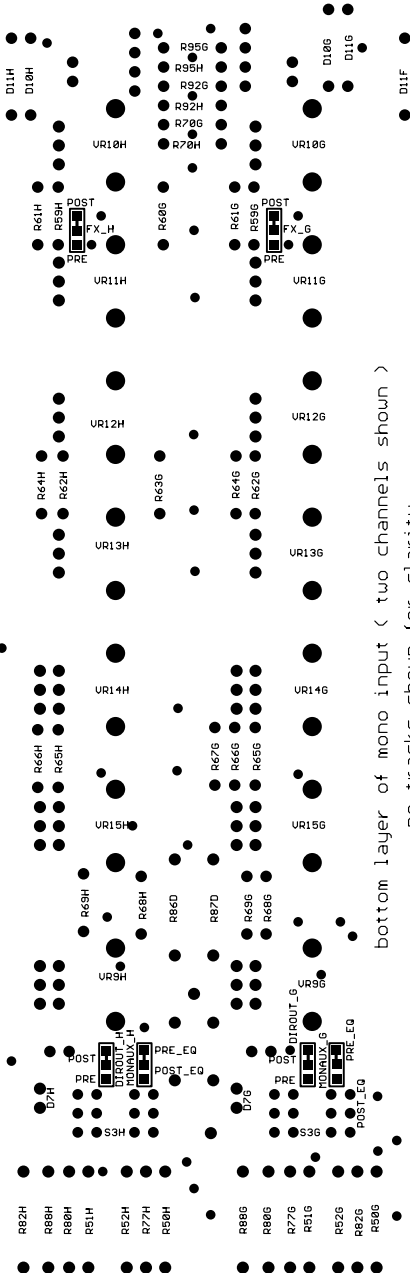 D11H
D10H
R95G
R95H
R92G
R92H
R70G
R70H
D10G
D11G
D11F
VR10H
VR10G
R61H
R59H
POST
FX_H
PRE
R60G
R61G
R59G
POST
FX_G
PRE
VR11H
VR11G
VR12H
VR12G
R64H
R62H
R63G
R64G
R62G
VR13H
VR13G
bottom layer of mono input ( two channels shown )
no tracks shown for clarity
VR14H
VR14G
R66H
R65H
R67G
R66G
R65G
VR15H
VR15G
R69H
R68H
R86D
R87D
R69G
R68G
VR9H
VR9G
POST
PRE
DIROUT_H
MONAUX_H
PRE_EQ
POST_EQ
DIROUT_G
POST
PRE
MONAUX_G
PRE_EQ
POST_EQ
D7H
D7G
S3H
S3G
R82H
R88H
R80H
R51H
R52H
R77H
R50H
R88G
R80G
R77G
R51G
R52G
R82G
R50G